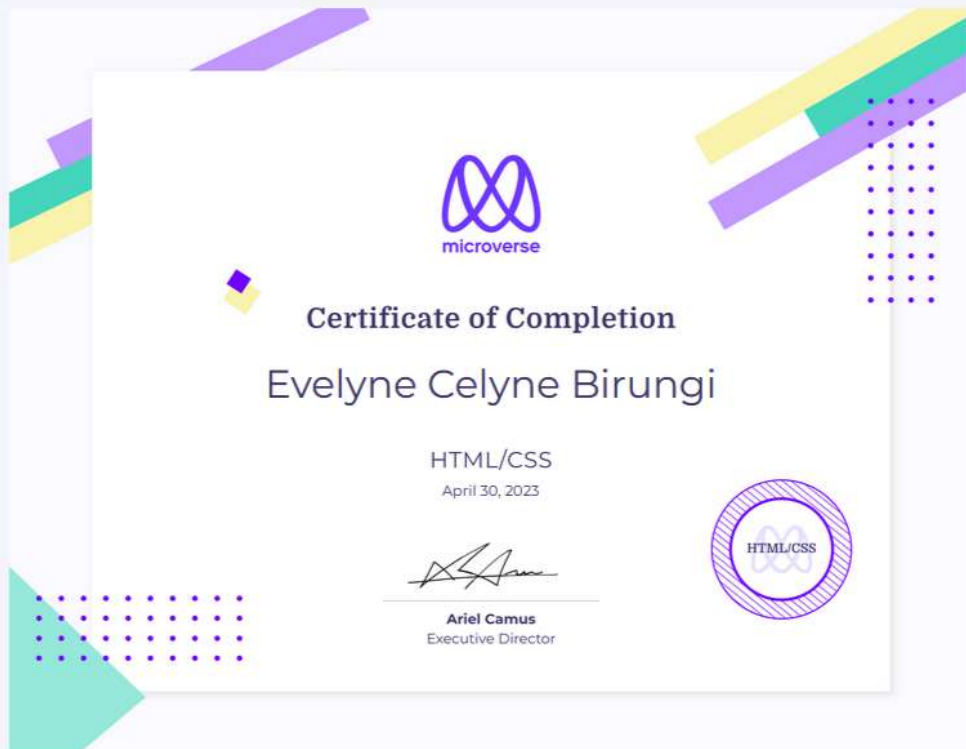 microverse
Certificate of Completion
Evelyne Celyne Birungi
HTML/CSS
April 30, 2023
HTML/CSS
Ariel Camus
Executive Director